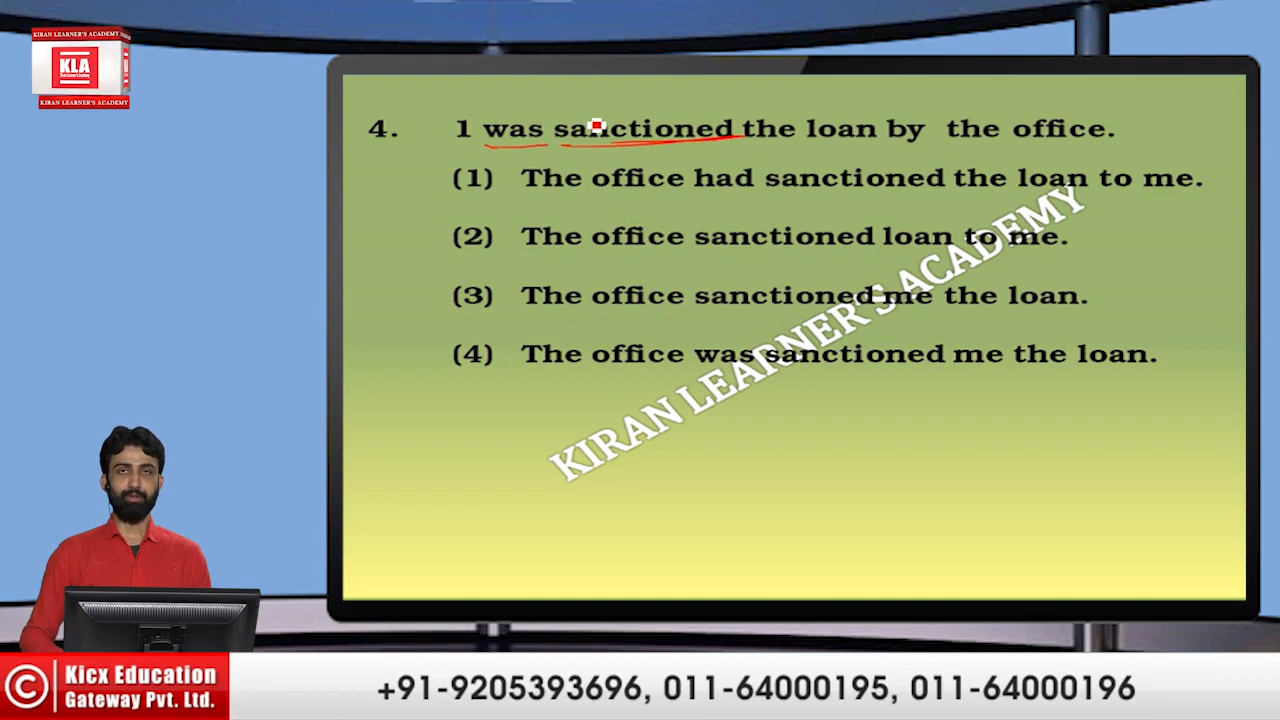 KIRAN LEARNER'S ACADEMY
KLA
Kiran Learner's Academy
KIRAN LEARNER'S ACADEMY
4. 1 was sanctioned the loan by the office.
(1) The office had sanctioned the loan to me.
(2) The office sanctioned loan to me.
(3) The office sanctioned me the loan.
(4) The office was sanctioned me the loan.
KIRAN LEARNER'S ACADEMY
© Kicx Education
Gateway Pvt. Ltd.
+91-9205393696, 011-64000195, 011-64000196